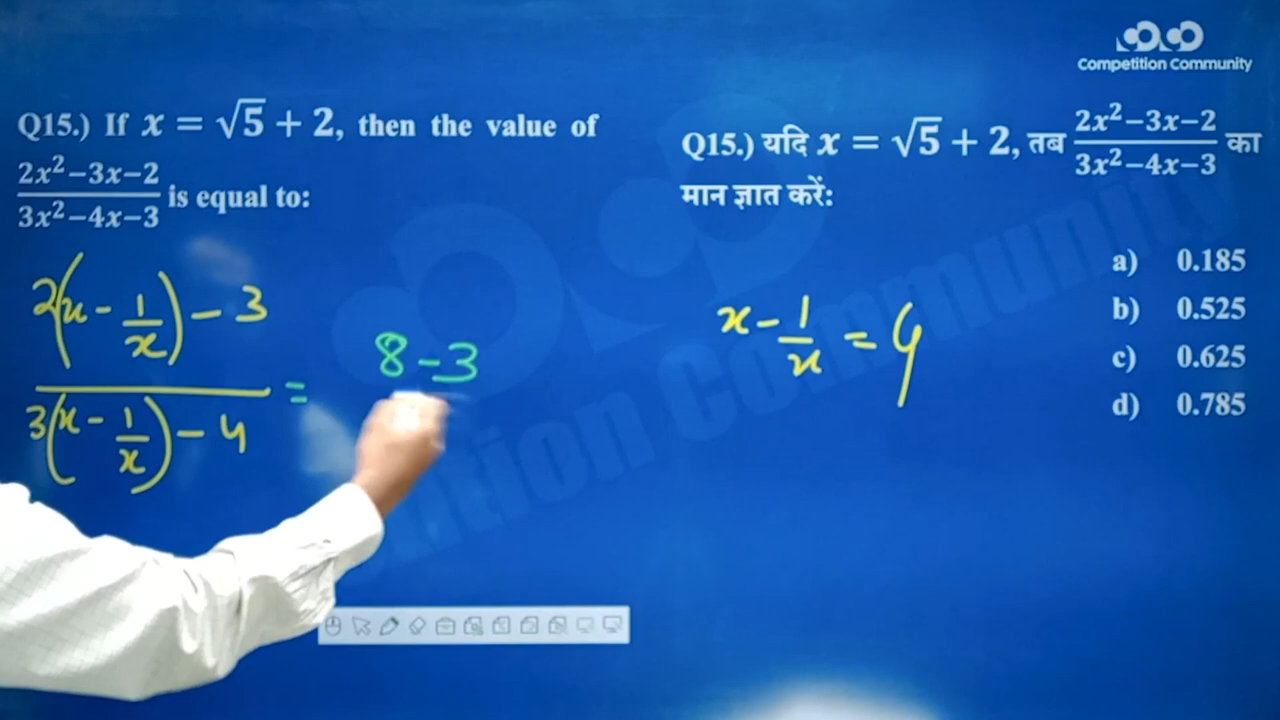 Competition Community
Q15.) If x = √5 + 2, then the value of
2x²−3x−2
3x²−4x−3 is equal to:
Q15.) यदि x = √5 + 2, तब 2x²−3x−2 / 3x²−4x−3 का
मान ज्ञात करें:
a) 0.185
b) 0.525
c) 0.625
d) 0.785
2(x - 1/x) - 3
3(x - 1/x) - 4
=
8 - 3
x - 1/x = 4